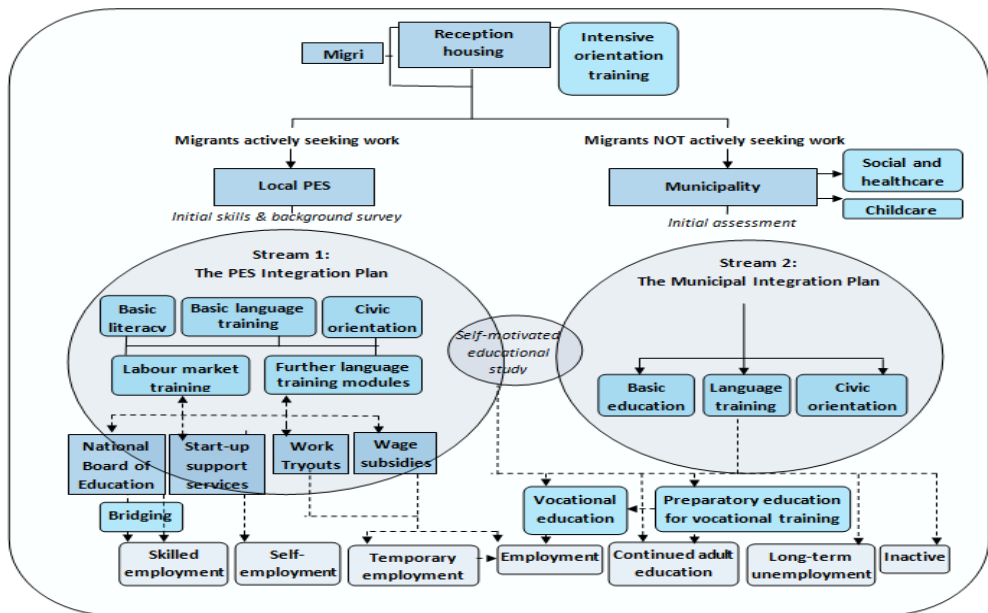 Reception
housing
Intensive
orientation
training
Migri
Migrants actively seeking work
Migrants NOT actively seeking work
Local PES
Municipality
Social and
healthcare
Childcare
Initial skills & background survey
Initial assessment
Stream 1:
The PES Integration Plan
Stream 2:
The Municipal Integration Plan
Basic
literacy
Basic language
training
Civic
orientation
Self-motivated
educational
study
Labour market
training
Further language
training modules
Basic
education
Language
training
Civic
orientation
National
Board of
Education
Start-up
support
services
Work
Tryouts
Wage
subsidies
Bridging
Vocational
education
Preparatory education
for vocational training
Skilled
employment
Self-
employment
Temporary
employment
Employment
Continued adult
education
Long-term
unemployment
Inactive